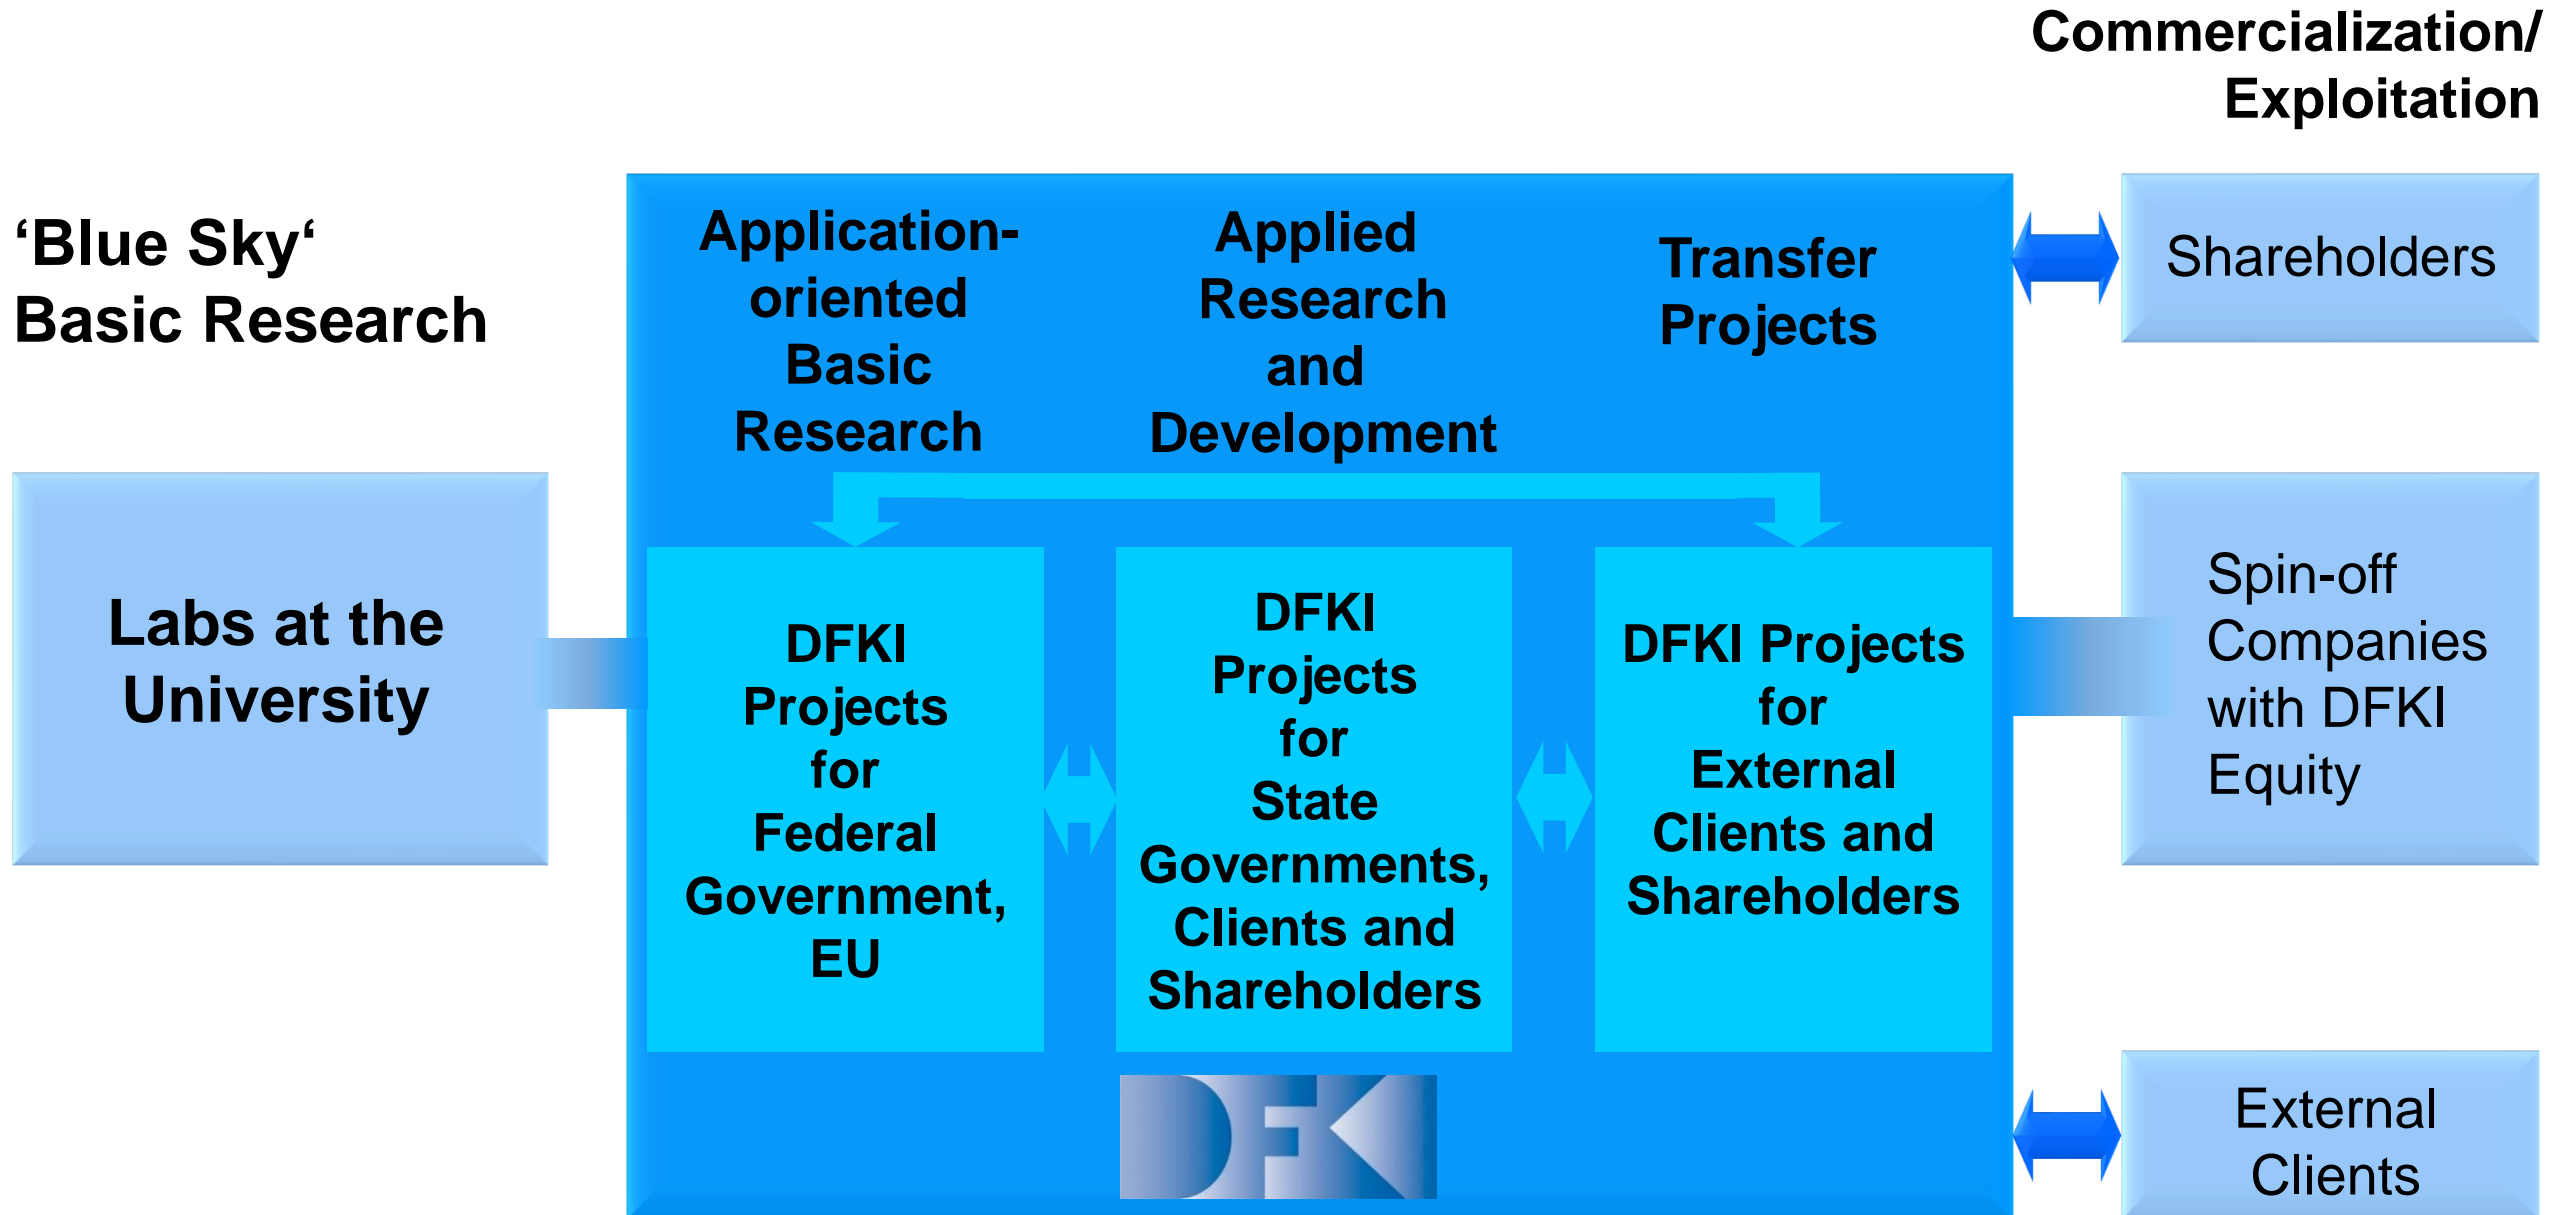 Commercialization/
Exploitation
‘Blue Sky‘
Basic Research
Labs at the
University
Application-
oriented
Basic
Research
Applied
Research
and
Development
Transfer
Projects
DFKI
Projects
for
Federal
Government,
EU
DFKI
Projects
for
State
Governments,
Clients and
Shareholders
DFKI Projects
for
External
Clients and
Shareholders
DFK
Shareholders
Spin-off
Companies
with DFKI
Equity
External
Clients